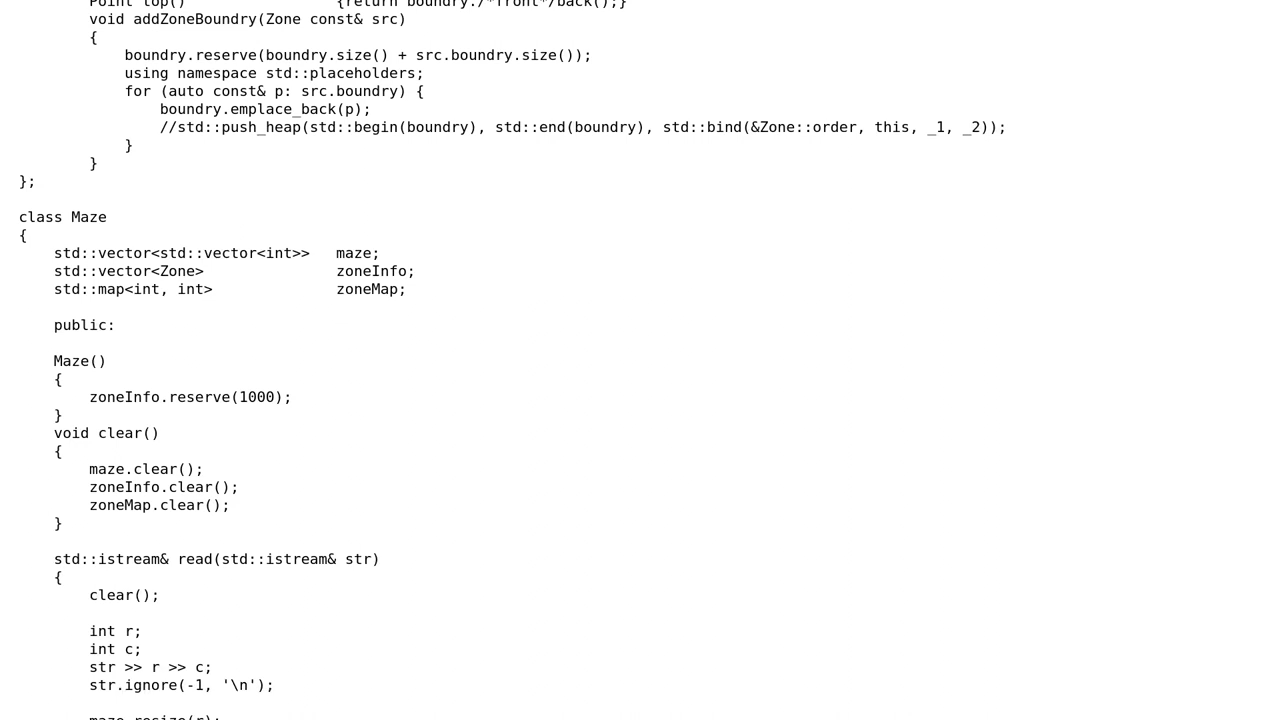 Point top()                 {return boundry./*front*/back();}
        void addZoneBoundry(Zone const& src)
        {
            boundry.reserve(boundry.size() + src.boundry.size());
            using namespace std::placeholders;
            for (auto const& p: src.boundry) {
                boundry.emplace_back(p);
                //std::push_heap(std::begin(boundry), std::end(boundry), std::bind(&Zone::order, this, _1, _2));
            }
        }
};

class Maze
{
    std::vector<std::vector<int>>   maze;
    std::vector<Zone>               zoneInfo;
    std::map<int, int>              zoneMap;

    public:

    Maze()
    {
        zoneInfo.reserve(1000);
    }
    void clear()
    {
        maze.clear();
        zoneInfo.clear();
        zoneMap.clear();
    }

    std::istream& read(std::istream& str)
    {
        clear();

        int r;
        int c;
        str >> r >> c;
        str.ignore(-1, '\n');

        maze.resize(r);